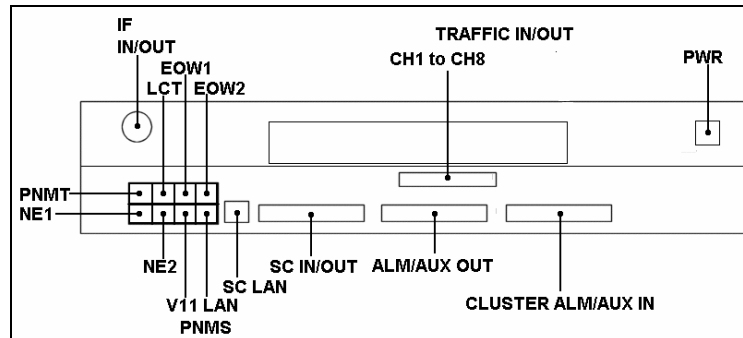 IF
IN/OUT
TRAFFIC IN/OUT
CH1 to CH8
PWR
EOW1
LCT
EOW2
PNMT
NE1
NE2
V11 LAN
PNMS
SC LAN
SC IN/OUT
ALM/AUX OUT
CLUSTER ALM/AUX IN